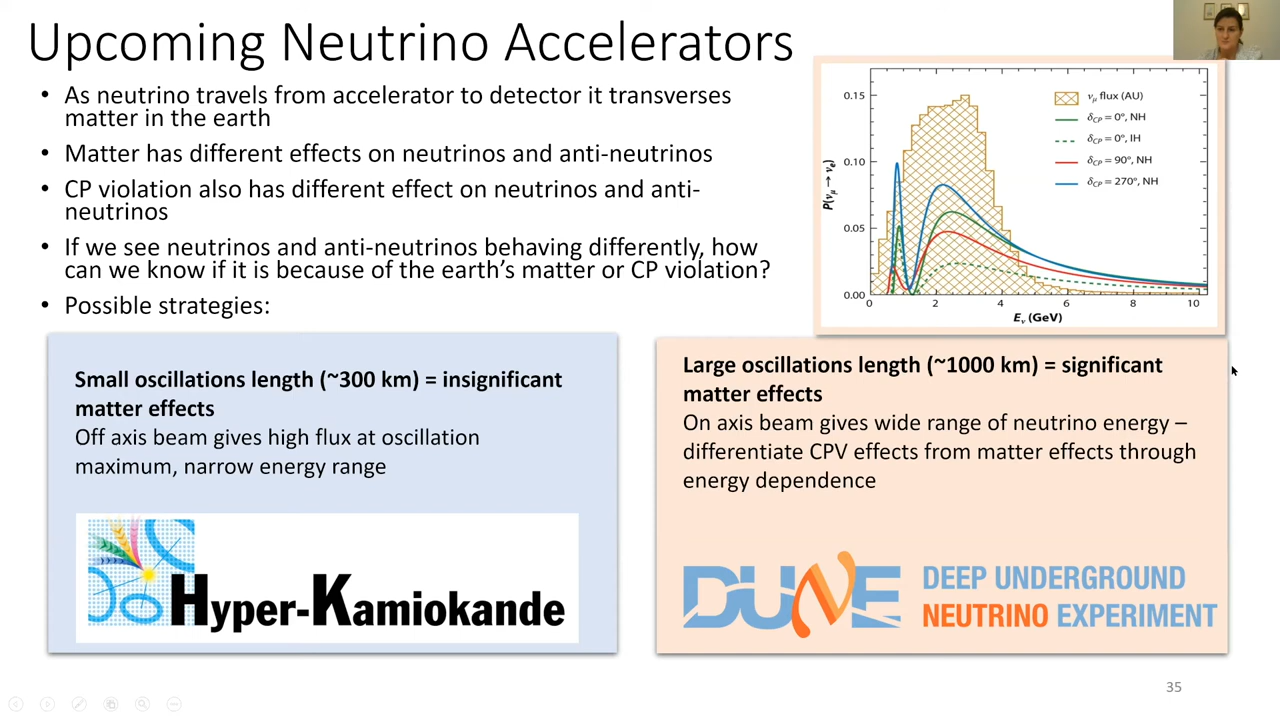 Upcoming Neutrino Accelerators
• As neutrino travels from accelerator to detector it transverses
matter in the earth
• Matter has different effects on neutrinos and anti-neutrinos
• CP violation also has different effect on neutrinos and anti-
neutrinos
• If we see neutrinos and anti-neutrinos behaving differently, how
can we know if it is because of the earth's matter or CP violation?
• Possible strategies:
0.15
0.10
0.05
0.00
P(νμ → νe)
νμ flux (AU)
δCP = 0°, NH
δCP = 0°, IH
δCP = 90°, NH
δCP = 270°, NH
0 2 4 6 8 10
Eν (GeV)
Small oscillations length (~300 km) = insignificant
matter effects
Off axis beam gives high flux at oscillation
maximum, narrow energy range
Hyper-Kamiokande
Large oscillations length (~1000 km) = significant
matter effects
On axis beam gives wide range of neutrino energy –
differentiate CPV effects from matter effects through
energy dependence
DUNE
DEEP UNDERGROUND
NEUTRINO EXPERIMENT
35